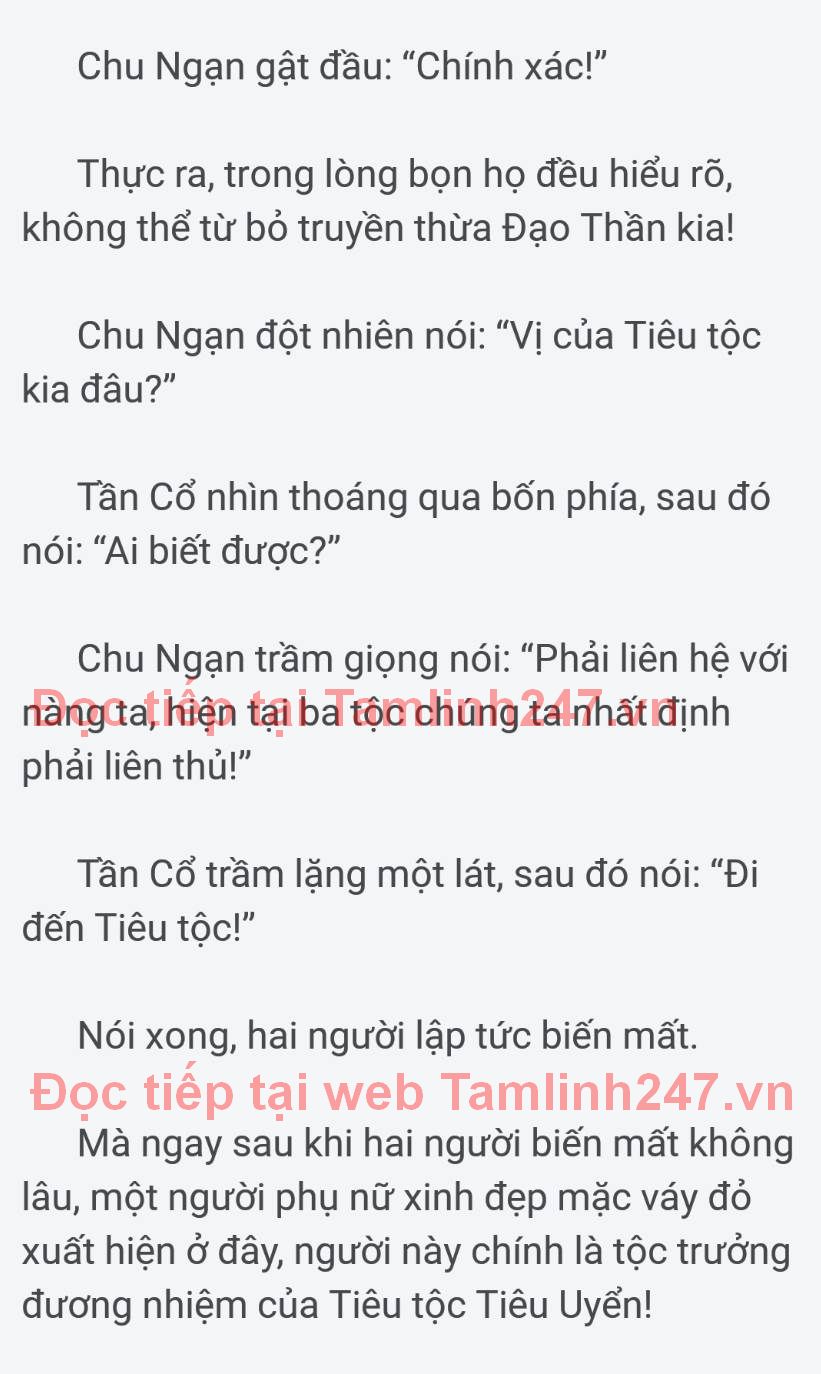 Chu Ngạn gật đầu: “Chính xác!”
Thực ra, trong lòng bọn họ đều hiểu rõ,
không thể từ bỏ truyền thừa Đạo Thần kia!
Chu Ngạn đột nhiên nói: “Vị của Tiêu tộc
kia đâu?”
Tần Cổ nhìn thoáng qua bốn phía, sau đó
nói: “Ai biết được?”
Chu Ngạn trầm giọng nói: “Phải liên hệ với
Đọc tiếp tại Tamlinh247.vn
nàng ta, hiện tại ba tộc chúng ta nhất định
phải liên thủ!”
Tần Cổ trầm lặng một lát, sau đó nói: “Đi
đến Tiêu tộc!”
Nói xong, hai người lập tức biến mất.
Đọc tiếp tại web Tamlinh247.vn
Mà ngay sau khi hai người biến mất không
lâu, một người phụ nữ xinh đẹp mặc váy đỏ
xuất hiện ở đây, người này chính là tộc trưởng
đương nhiệm của Tiêu tộc Tiêu Uyển!